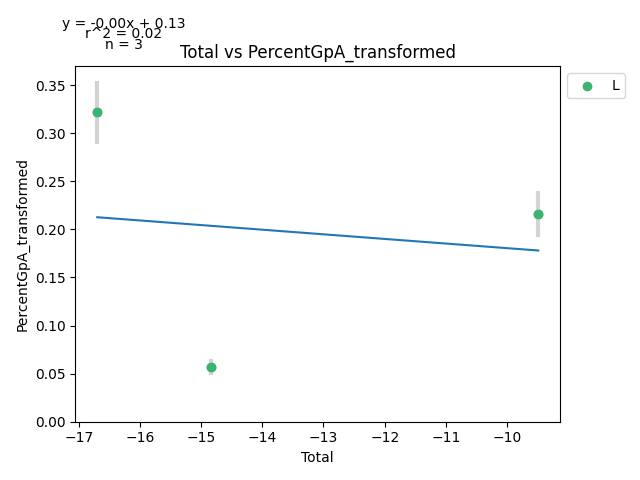 y = -0.00x + 0.13
r^2 = 0.02
n = 3
Total vs PercentGpA_transformed
L
PercentGpA_transformed
0.35
0.30
0.25
0.20
0.15
0.10
0.05
0.00
−17 −16 −15 −14 −13 −12 −11 −10
Total